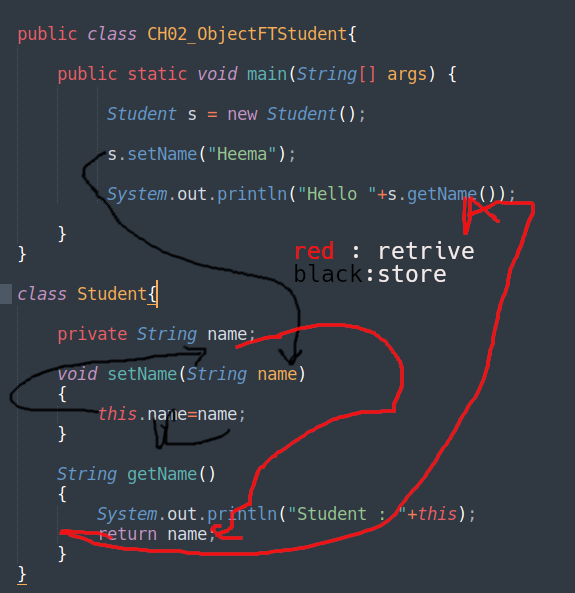 public class CH02_ObjectFTStudent{
public static void main(String[] args) {
Student s = new Student();
s.setName("Heema");
System.out.println("Hello "+s.getName());
}
}
red : retrive
black:store
class Student{
private String name;
void setName(String name)
{
this.name=name;
}
String getName()
{
System.out.println("Student : "+this);
return name;
}
}